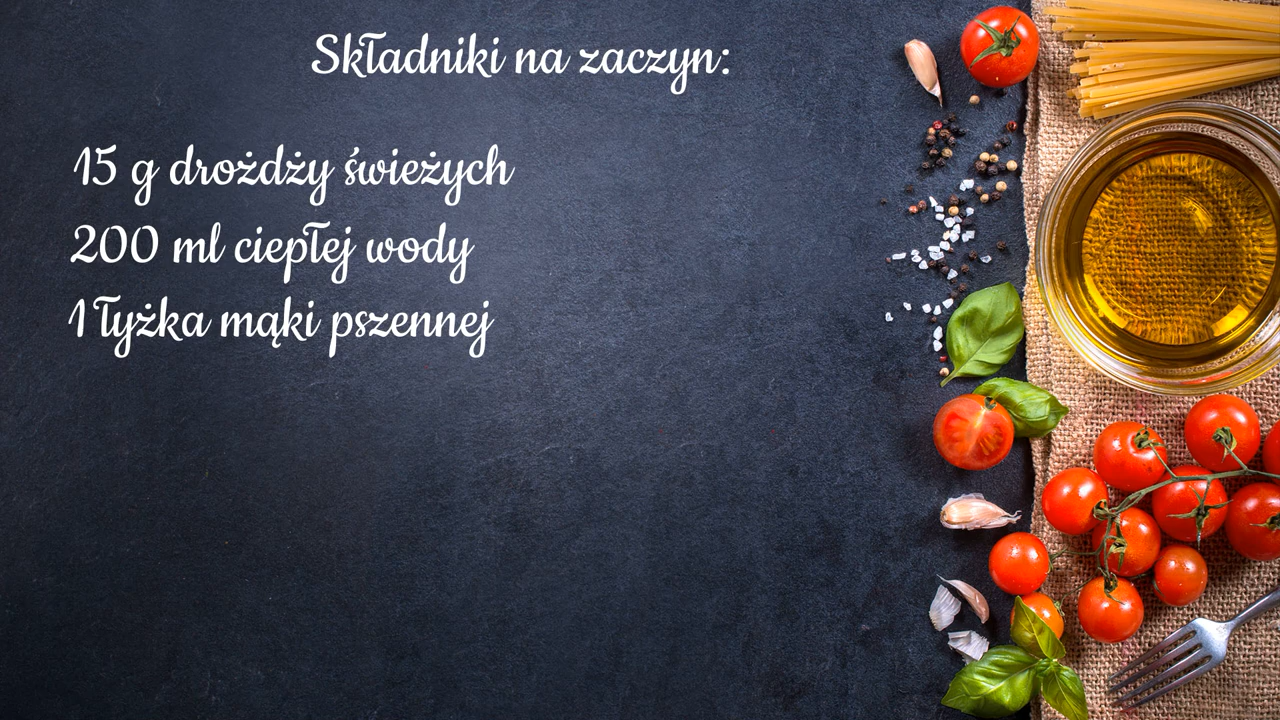 Składniki na zaczyn:
15 g drożdży świeżych
200 ml ciepłej wody
1 łyżka mąki pszennej